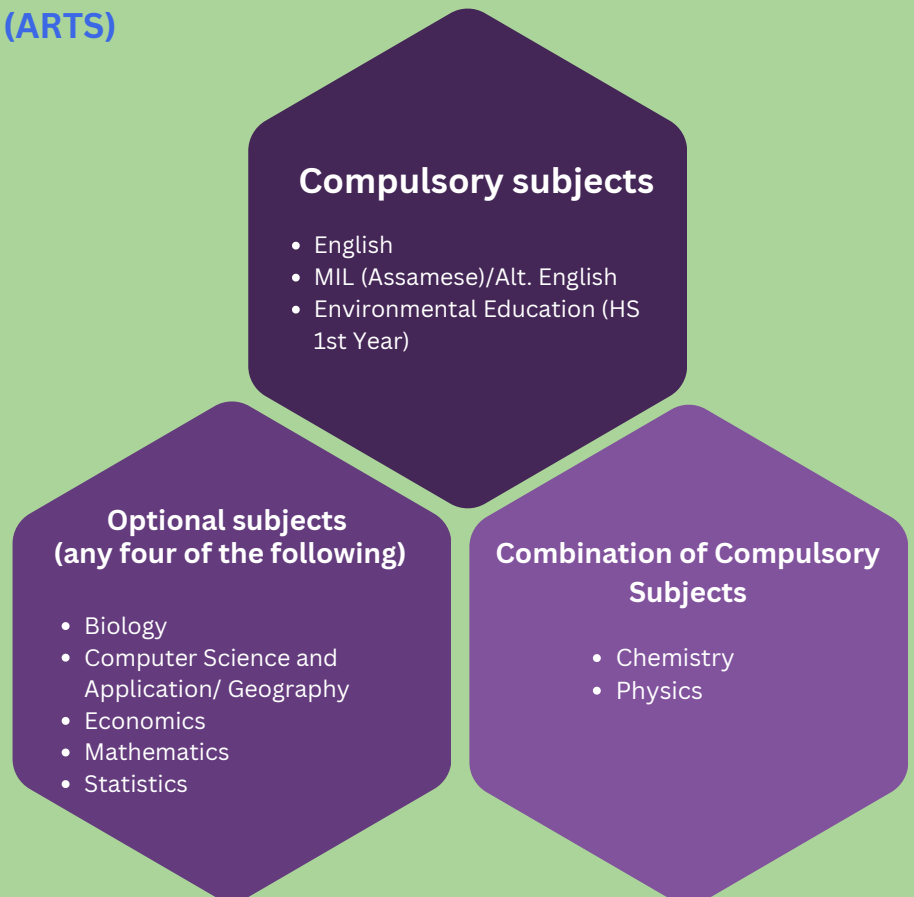 (ARTS)
Compulsory subjects
• English
• MIL (Assamese)/Alt. English
• Environmental Education (HS
1st Year)
Optional subjects
(any four of the following)
• Biology
• Computer Science and
Application/ Geography
• Economics
• Mathematics
• Statistics
Combination of Compulsory
Subjects
• Chemistry
• Physics